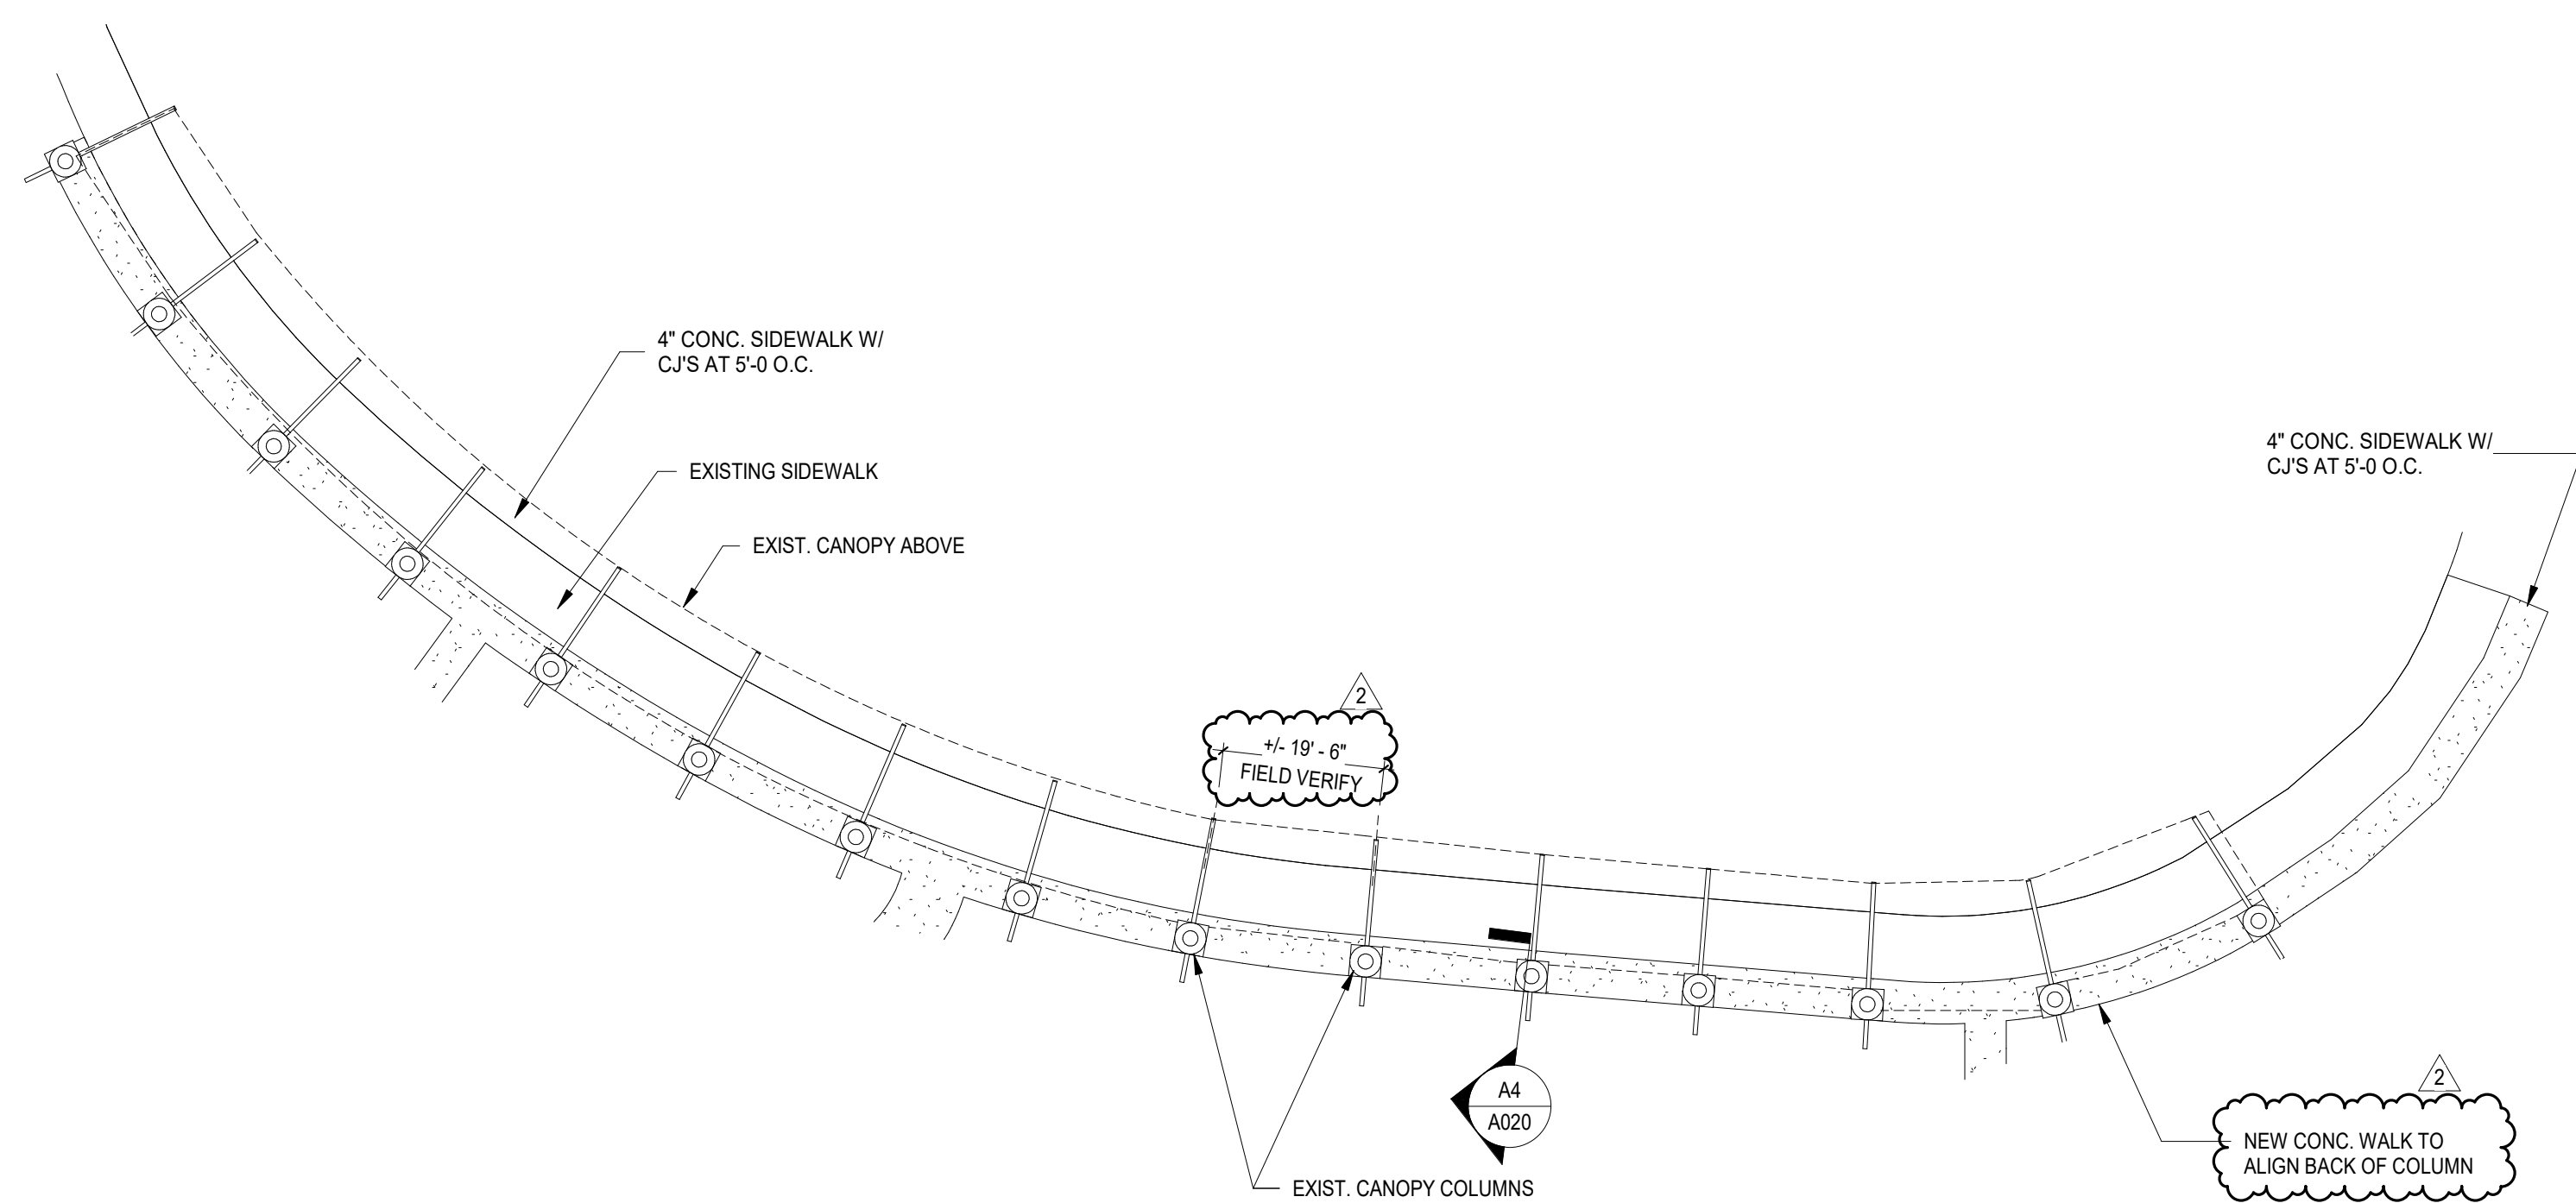 4" CONC. SIDEWALK W/
CJ'S AT 5'-0 O.C.
EXISTING SIDEWALK
EXIST. CANOPY ABOVE
4" CONC. SIDEWALK W/
CJ'S AT 5'-0 O.C.
2
+/- 19' - 6"
FIELD VERIFY
A4
A020
EXIST. CANOPY COLUMNS
2
NEW CONC. WALK TO
ALIGN BACK OF COLUMN